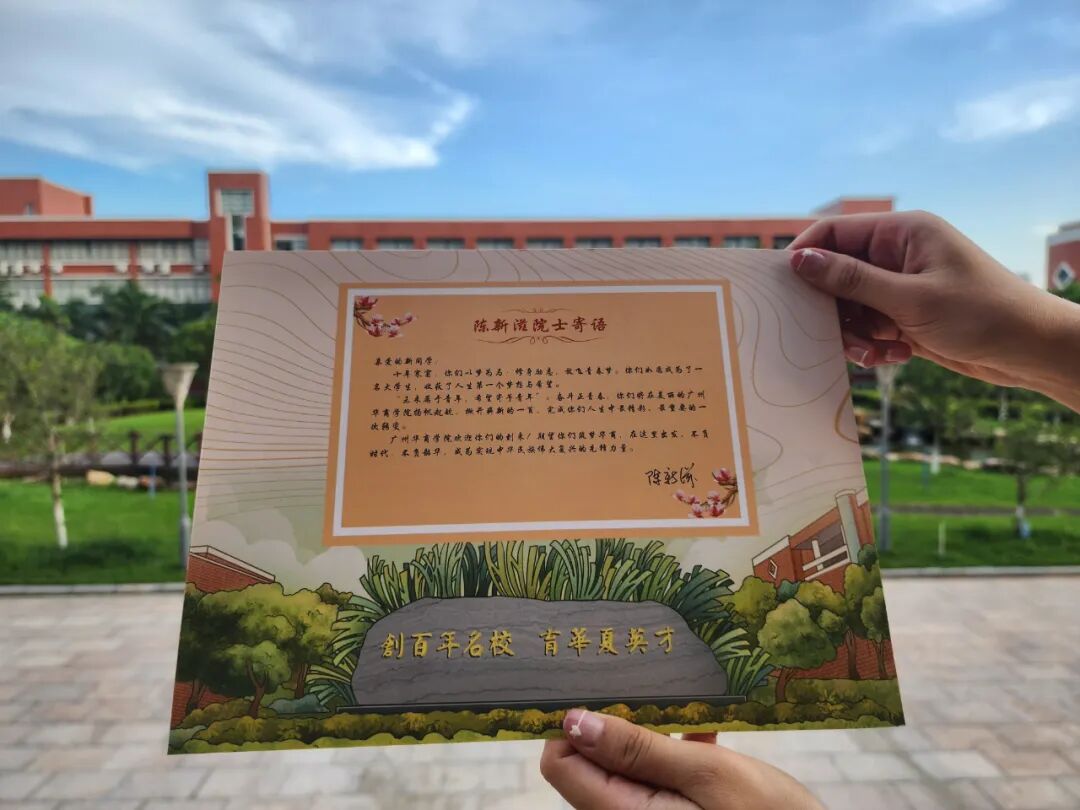 陈新滋院士寄语
亲爱的新同学：
十年寒窗，你们以梦为马；修身励志，放飞青春梦。你们如愿成为了一
名大学生，收获了人生第一个梦想与希望。
“未来属于青年，希望寄予青年”。奋斗正青春，你们将在美丽的广州
华商学院扬帆起航，掀开崭新的一页，完成你们人生中最精彩、最重要的一
次蜕变。
广州华商学院欢迎你们的到来！期望你们筑梦华商，在这里出发，不负
时代，不负韶华，成为实现中华民族伟大复兴的先锋力量。
陈新滋
創百年名校 育華夏英才